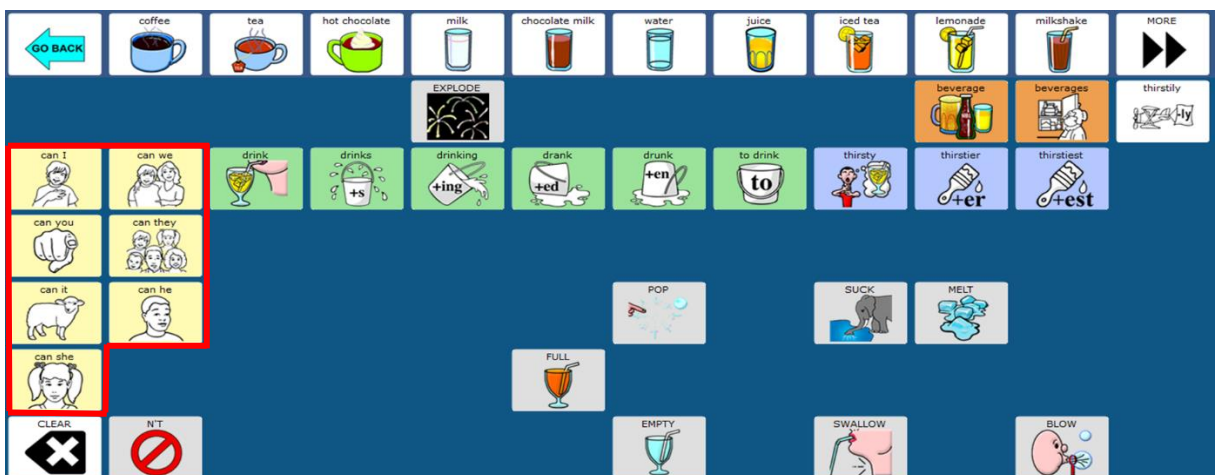 GO BACK
coffee
tea
hot chocolate
milk
chocolate milk
water
juice
iced tea
lemonade
milkshake
MORE
EXPLODE
beverage
beverages
thirstily
-ly
can I
can we
drink
drinks
+s
drinking
+ing
drank
+ed
drunk
+en
to drink
to
thirsty
thirstier
+er
thirstiest
+est
can you
can they
can it
can he
POP
SUCK
MELT
can she
FULL
CLEAR
N'T
EMPTY
SWALLOW
BLOW